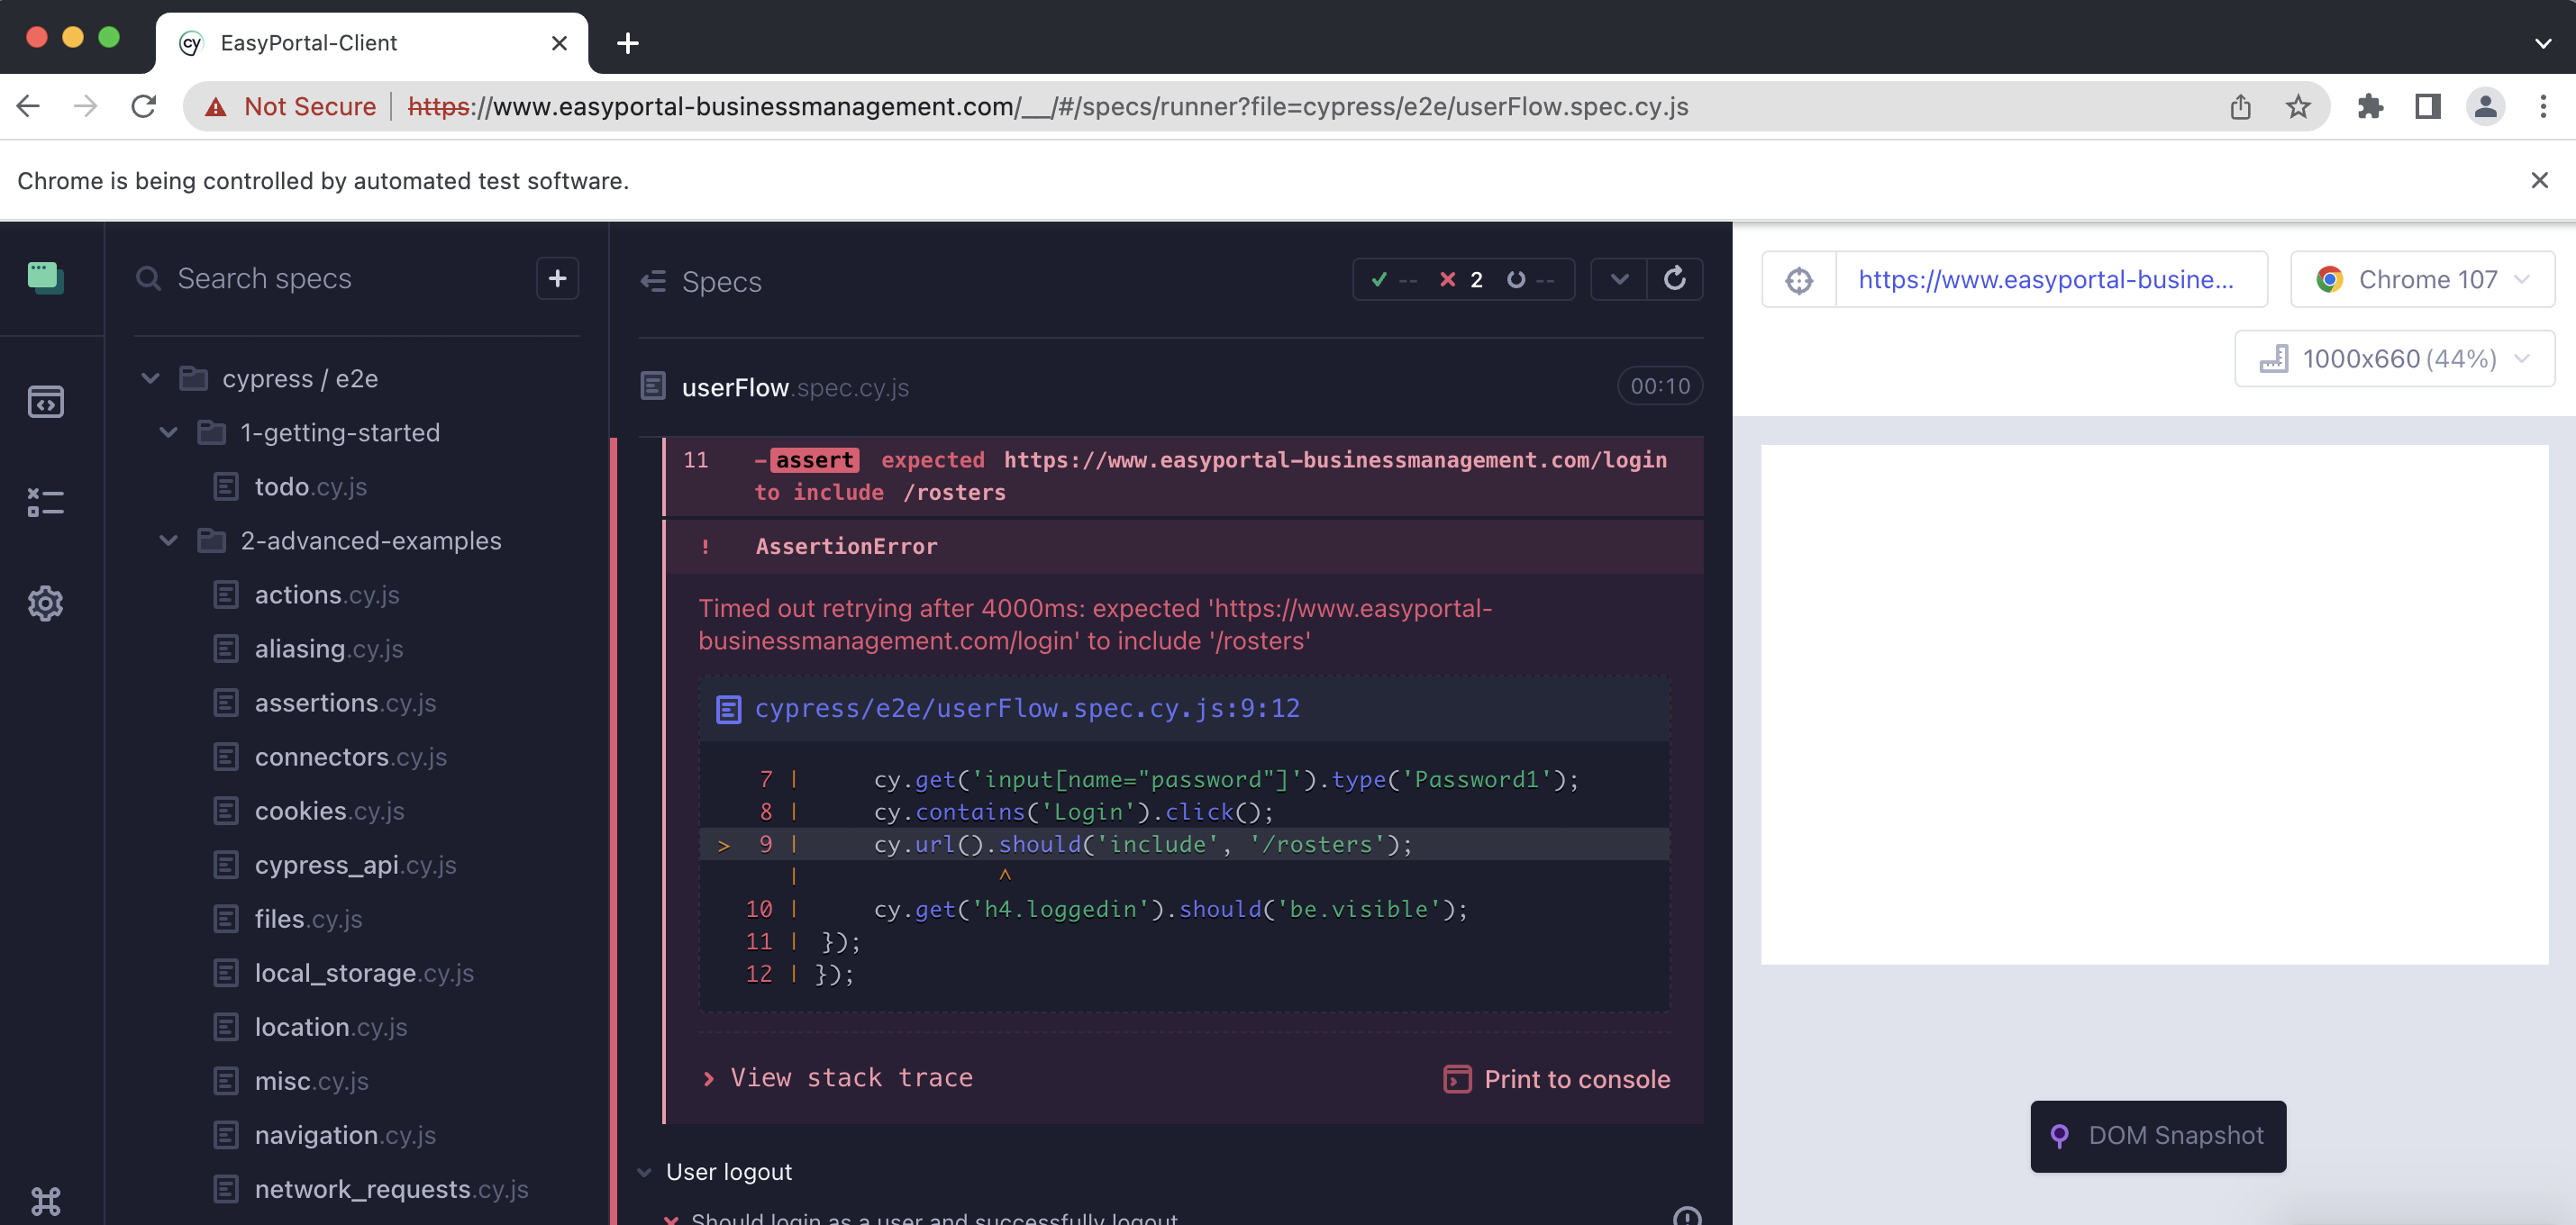 EasyPortal-Client
Not Secure https://www.easyportal-businessmanagement.com/__/#/specs/runner?file=cypress/e2e/userFlow.spec.cy.js
Chrome is being controlled by automated test software.
Search specs
cypress / e2e
1-getting-started
todo.cy.js
2-advanced-examples
actions.cy.js
aliasing.cy.js
assertions.cy.js
connectors.cy.js
cookies.cy.js
cypress_api.cy.js
files.cy.js
local_storage.cy.js
location.cy.js
misc.cy.js
navigation.cy.js
network_requests.cy.js
Specs
-- 2 --
userFlow.spec.cy.js 00:10
11 -assert expected https://www.easyportal-businessmanagement.com/login
to include /rosters
! AssertionError
Timed out retrying after 4000ms: expected 'https://www.easyportal-
businessmanagement.com/login' to include '/rosters'
cypress/e2e/userFlow.spec.cy.js:9:12
7 | cy.get('input[name="password"]').type('Password1');
8 | cy.contains('Login').click();
> 9 | cy.url().should('include', '/rosters');
| ^
10 | cy.get('h4.loggedin').should('be.visible');
11 | });
12 | });
View stack trace
Print to console
User logout
Should login as a user and successfully logout
https://www.easyportal-busine...
Chrome 107
1000x660 (44%)
DOM Snapshot